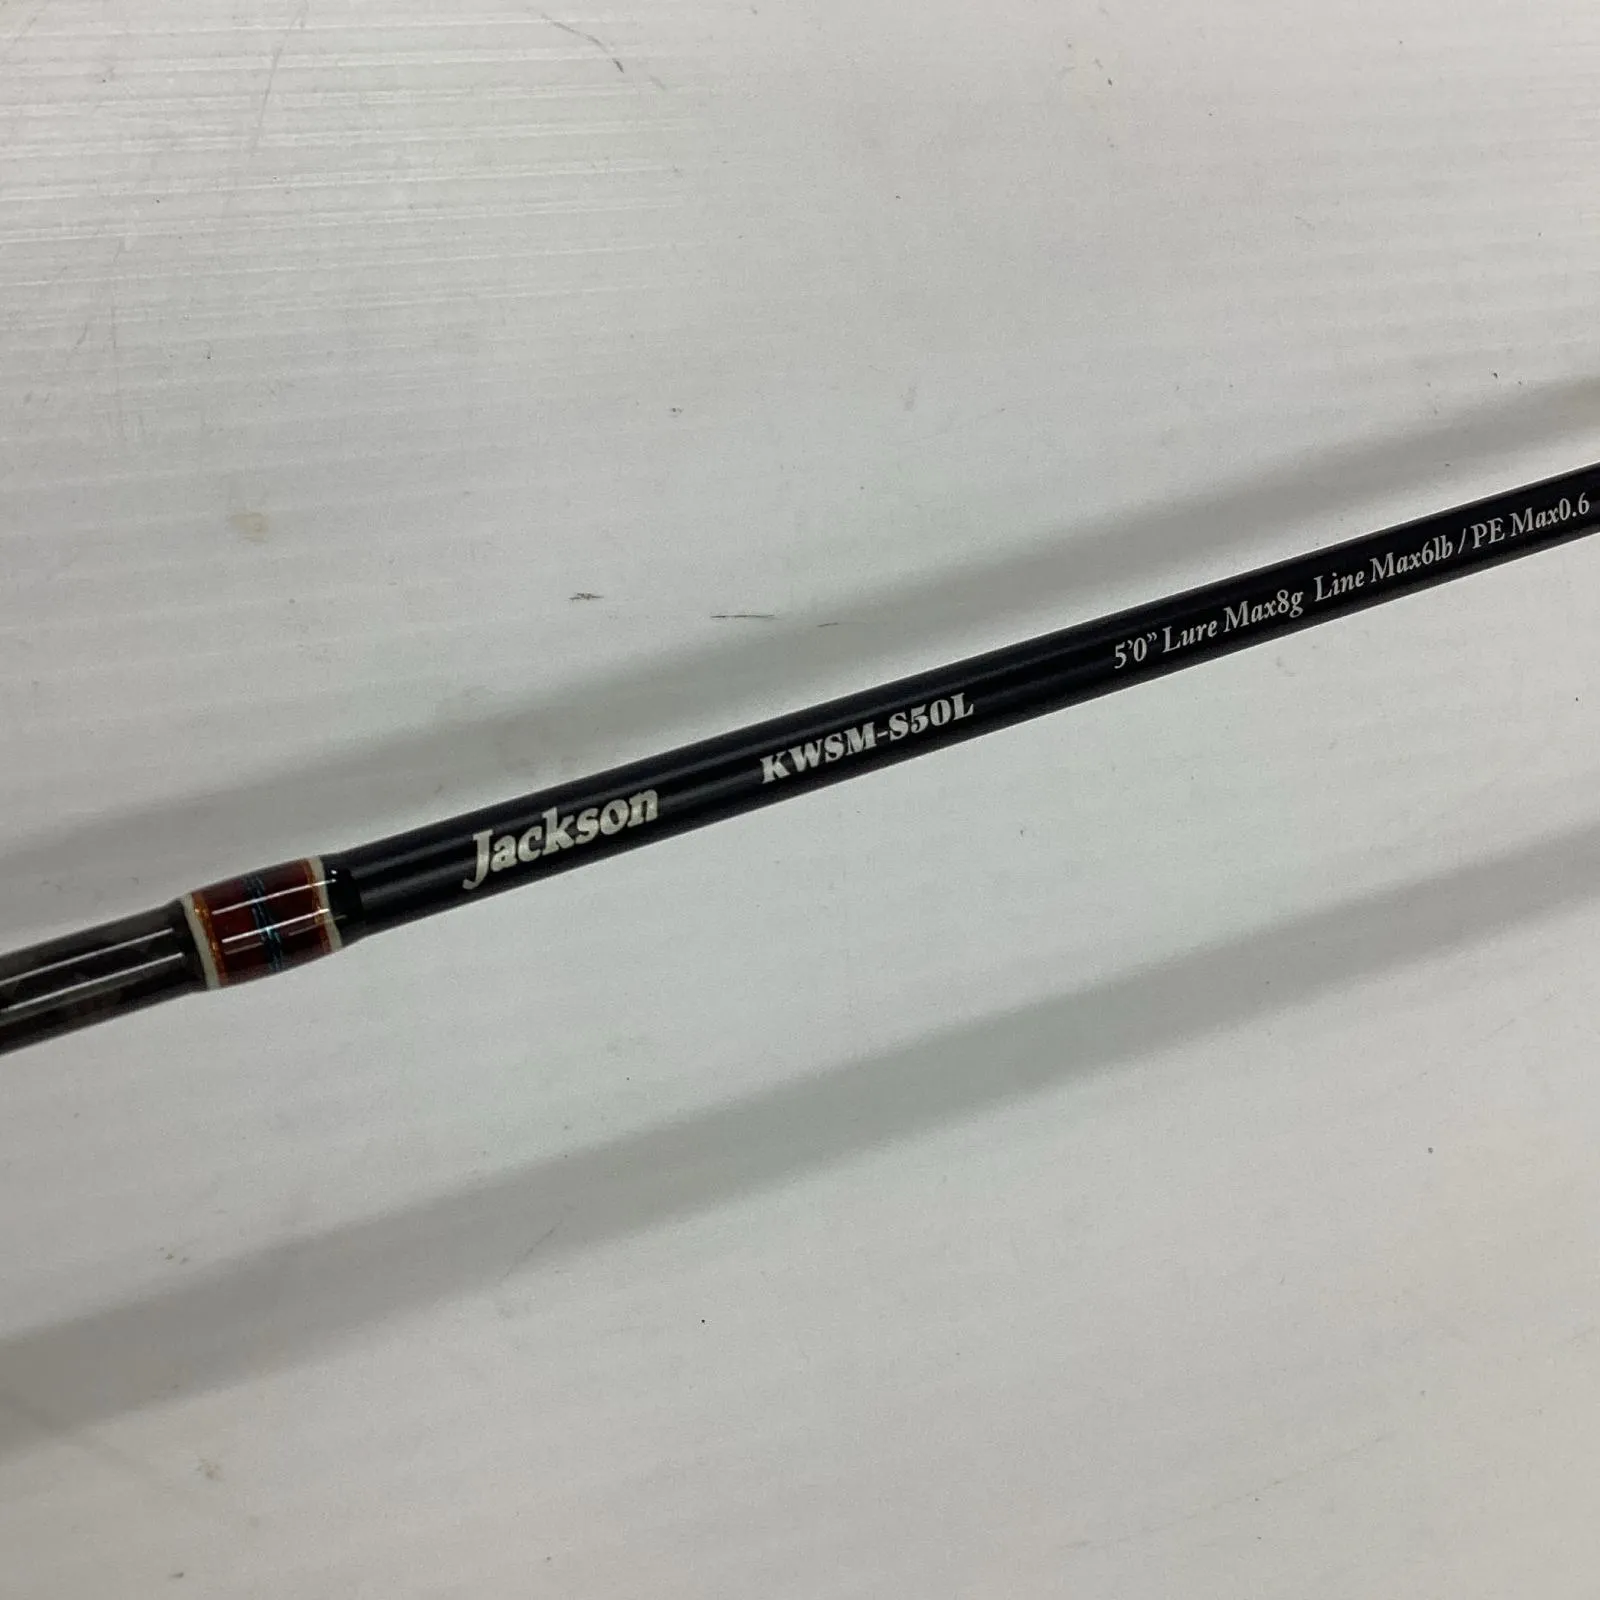 Jackson KWSM-S50L 5'0” Lure Max8g Line Max6lb / PE Max0.6